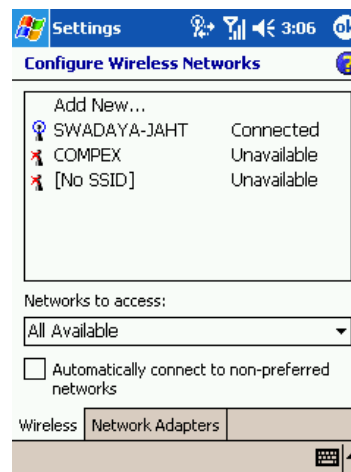 Settings 3:06 ok
Configure Wireless Networks ?
Add New...
SWADAYA-JAHT Connected
COMPEX Unavailable
[No SSID] Unavailable
Networks to access:
All Available
Automatically connect to non-preferred
networks
Wireless Network Adapters